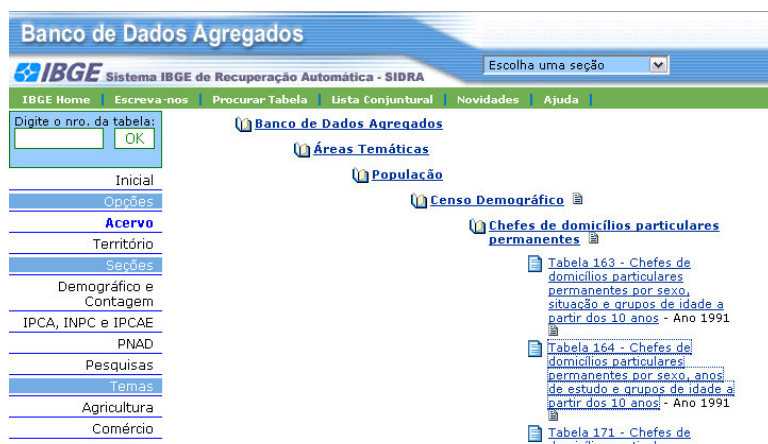 Banco de Dados Agregados
IBGE Sistema IBGE de Recuperação Automática - SIDRA
Escolha uma seção
IBGE Home | Escreva-nos | Procurar Tabela | Lista Conjuntural | Novidades | Ajuda |
Digite o nro. da tabela:
OK
Inicial
Opções
Acervo
Território
Seções
Demográfico e
Contagem
IPCA, INPC e IPCAE
PNAD
Pesquisas
Temas
Agricultura
Comércio
Banco de Dados Agregados
Áreas Temáticas
População
Censo Demográfico
Chefes de domicílios particulares
permanentes
Tabela 163 - Chefes de
domicílios particulares
permanentes por sexo,
situação e grupos de idade a
partir dos 10 anos - Ano 1991
Tabela 164 - Chefes de
domicílios particulares
permanentes por sexo, anos
de estudo e grupos de idade a
partir dos 10 anos - Ano 1991
Tabela 171 - Chefes de